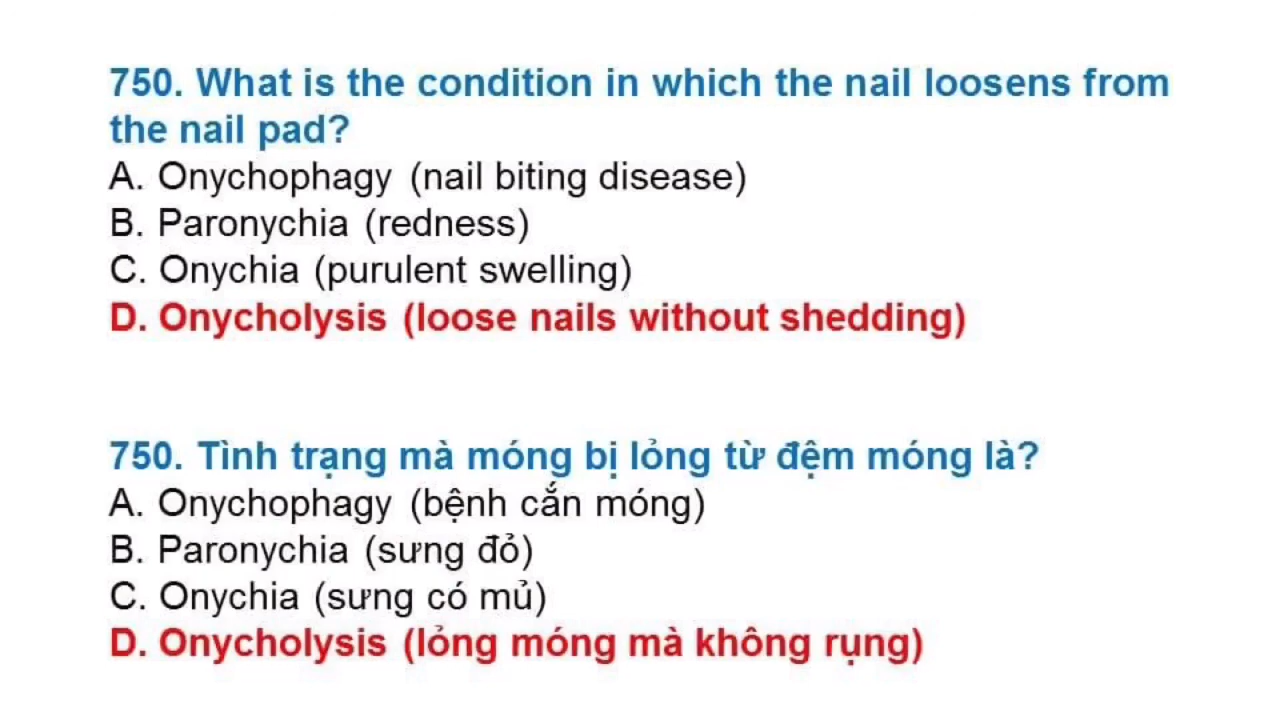 750. What is the condition in which the nail loosens from
the nail pad?
A. Onychophagy (nail biting disease)
B. Paronychia (redness)
C. Onychia (purulent swelling)
D. Onycholysis (loose nails without shedding)
750. Tình trạng mà móng bị lỏng từ đệm móng là?
A. Onychophagy (bệnh cắn móng)
B. Paronychia (sưng đỏ)
C. Onychia (sưng có mủ)
D. Onycholysis (lỏng móng mà không rụng)